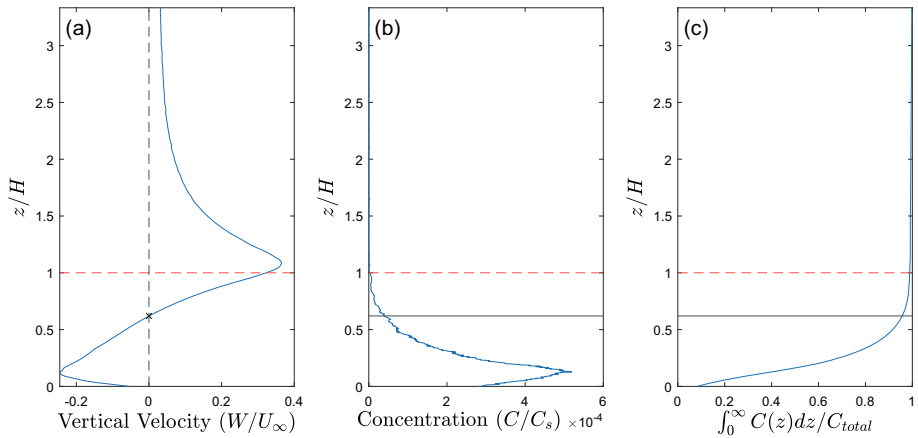 (a)
3
2.5
2
1.5
1
0.5
0
z/H
-0.2 0 0.2 0.4
Vertical Velocity (W/U∞)
(b)
3
2.5
2
1.5
1
0.5
0
z/H
0 2 4 6
Concentration (C/Cₛ) ×10⁻⁴
(c)
3
2.5
2
1.5
1
0.5
0
z/H
0 0.2 0.4 0.6 0.8 1
∫₀^∞ C(z)dz/C_total